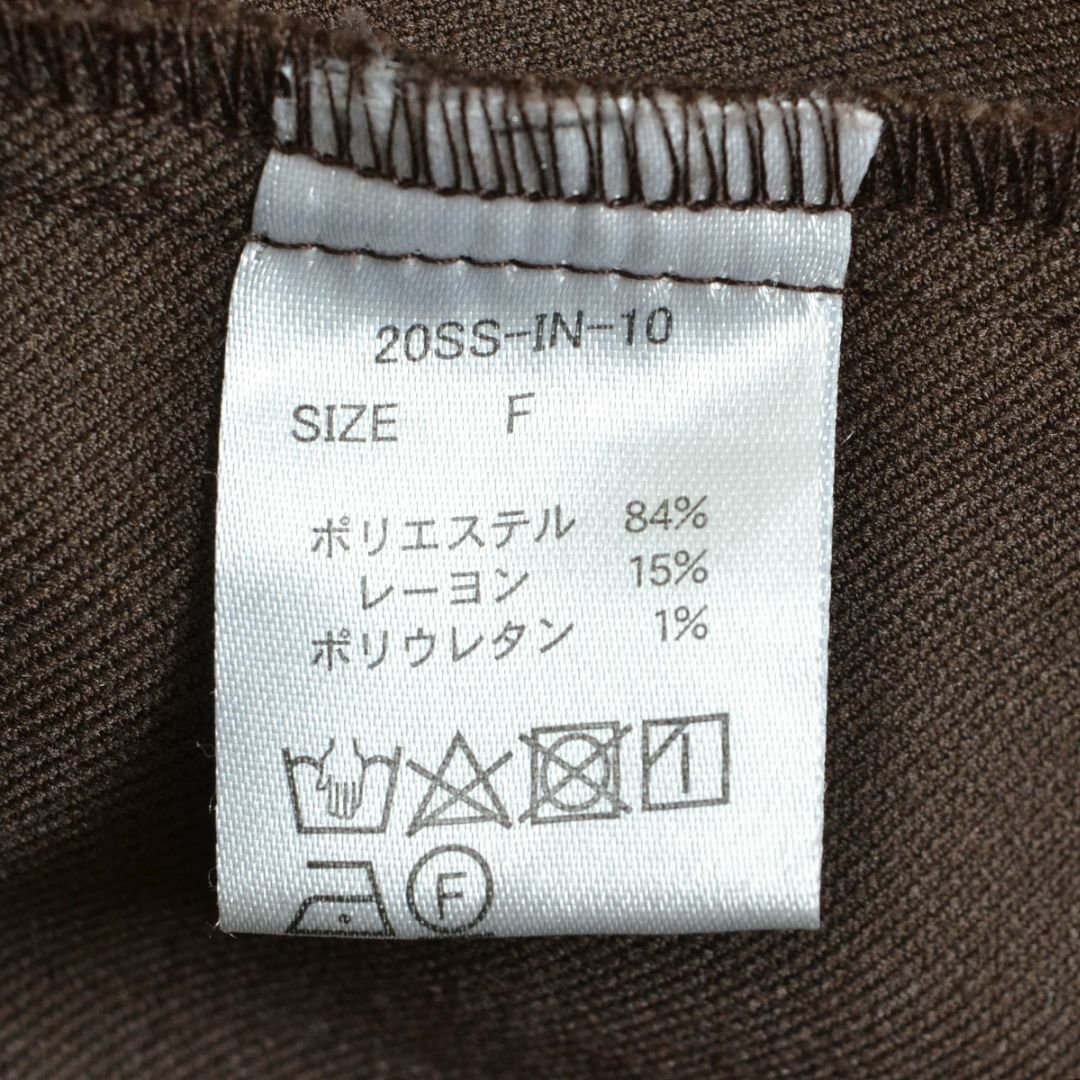 20SS-IN-10
SIZE F
ポリエステル 84%
レーヨン 15%
ポリウレタン 1%
F